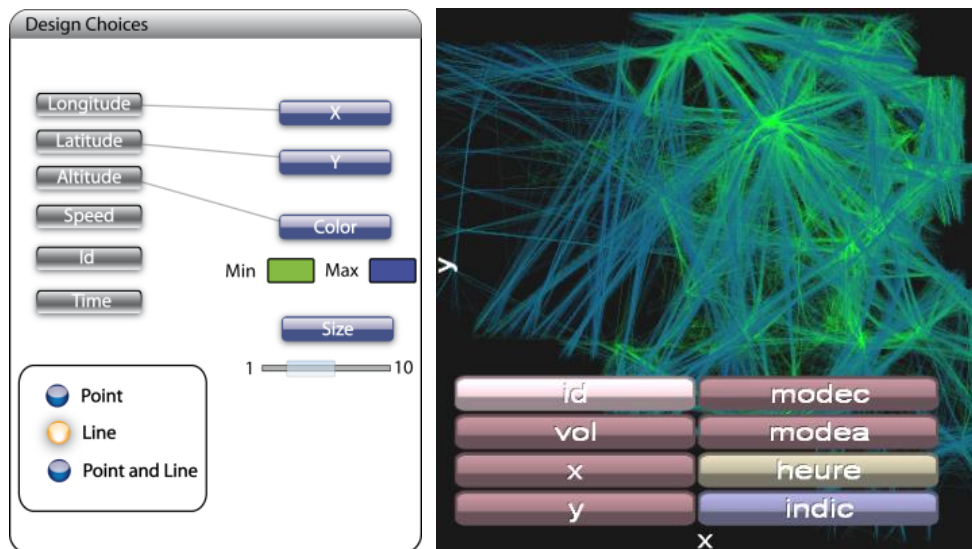 Design Choices
Longitude
X
Latitude
Y
Altitude
Speed
Color
Id
Min
Max
Time
Size
1
10
Point
Line
Point and Line
y
id
modec
vol
modea
x
heure
y
indic
x